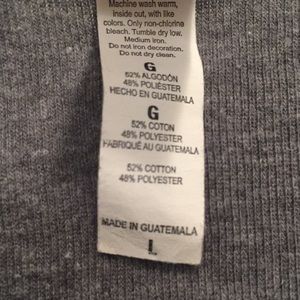 Machine wash warm,
inside out, with like
colors. Only non-chlorine
bleach. Tumble dry low.
Medium iron.
Do not iron decoration.
Do not dry clean.
G
52% ALGODÓN
48% POLIÉSTER
HECHO EN GUATEMALA
G
52% COTON
48% POLYESTER
FABRIQUÉ AU GUATEMALA
52% COTTON
48% POLYESTER
MADE IN GUATEMALA
L